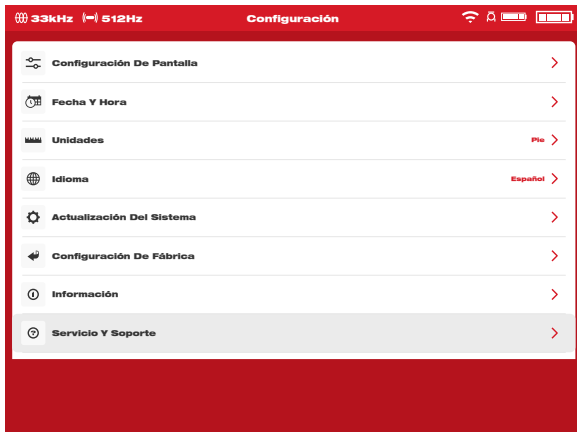 33kHz 512Hz Configuración
Configuración De Pantalla
Fecha Y Hora
Unidades Pie
Idioma Español
Actualización Del Sistema
Configuración De Fábrica
Información
Servicio Y Soporte